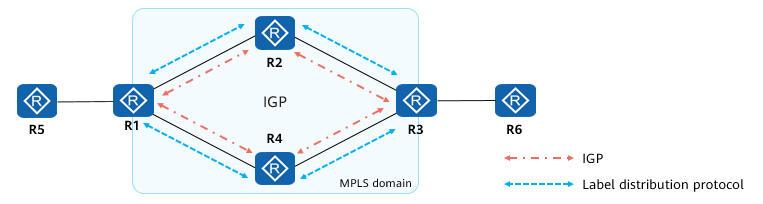 R2
IGP
R5
R1
R4
R3
R6
MPLS domain
IGP
Label distribution protocol